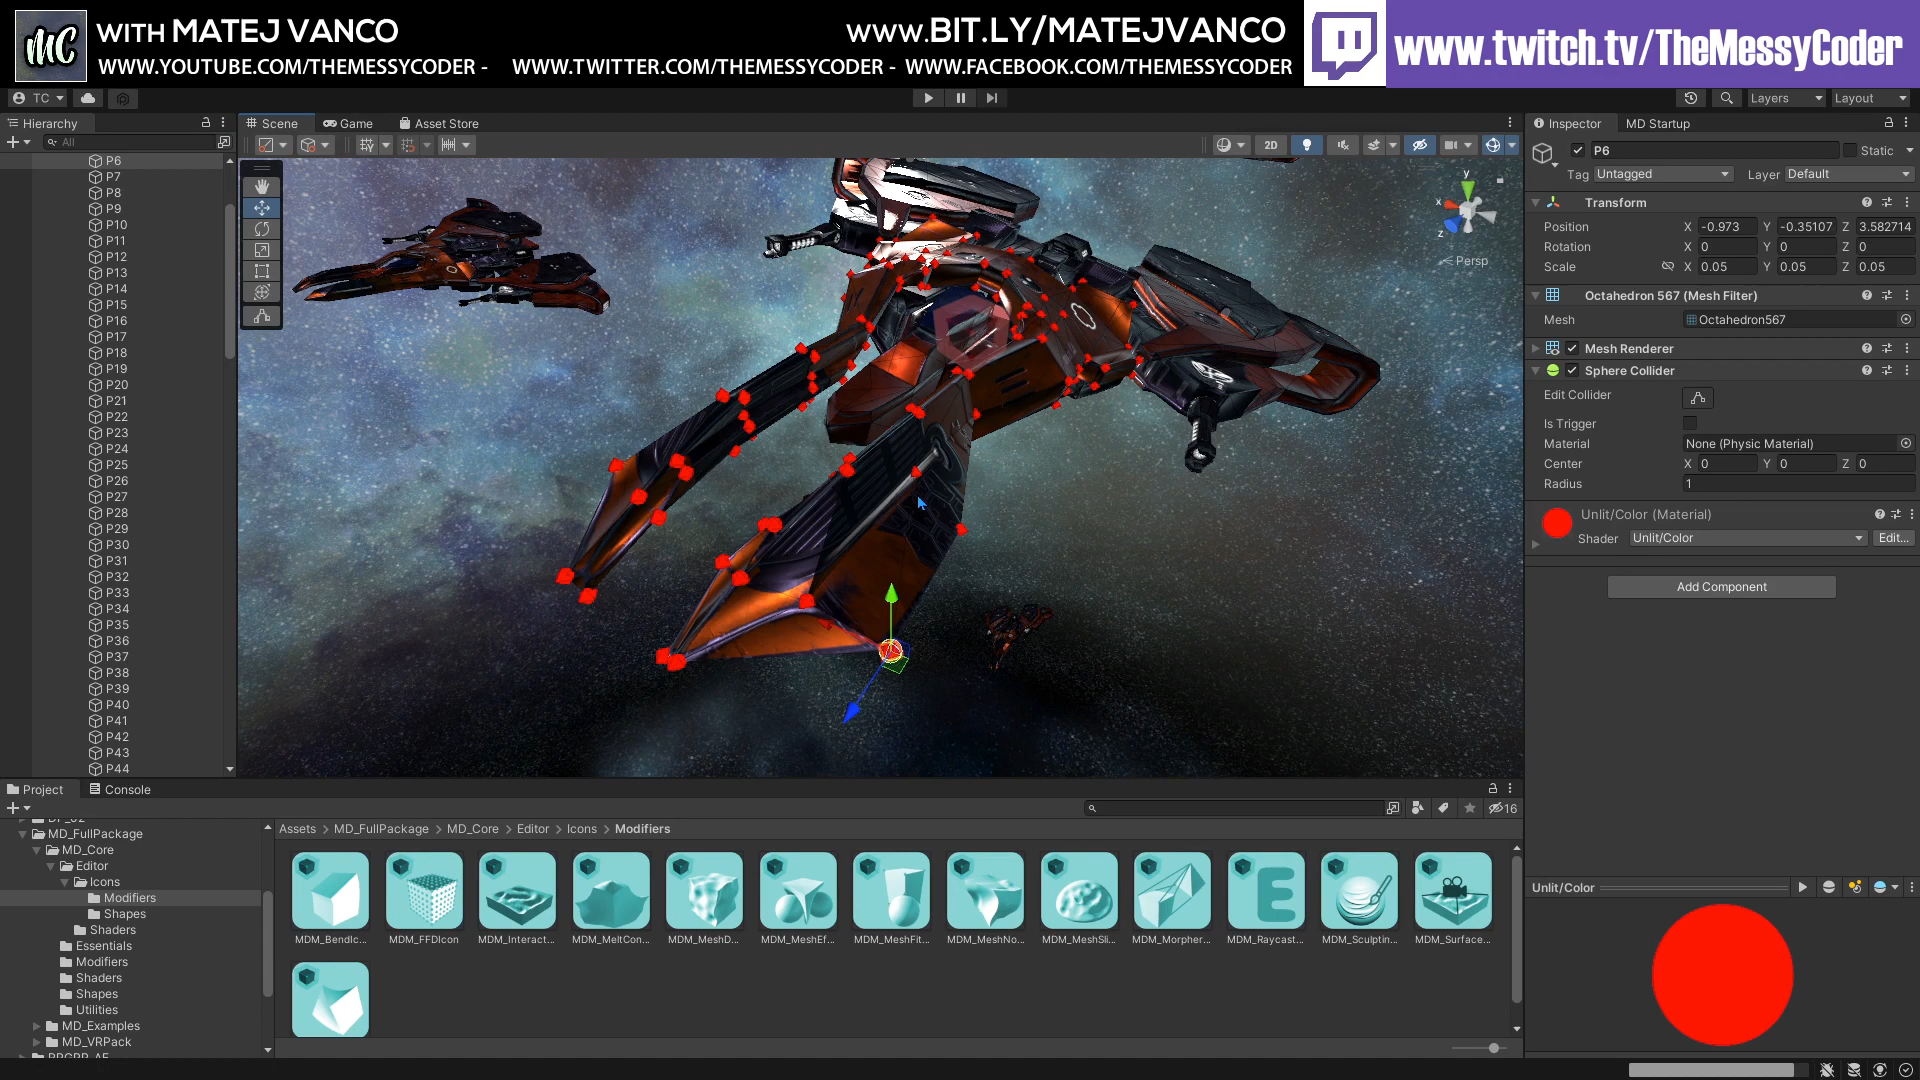 MC WITH MATEJ VANCO
WWW.BIT.LY/MATEJVANCO
WWW.YOUTUBE.COM/THEMESSYCODER - WWW.TWITTER.COM/THEMESSYCODER - WWW.FACEBOOK.COM/THEMESSYCODER
www.twitch.tv/TheMessyCoder
TC
Layers Layout
Hierarchy
All
P6
P7
P8
P9
P10
P11
P12
P13
P14
P15
P16
P17
P18
P19
P20
P21
P22
P23
P24
P25
P26
P27
P28
P29
P30
P31
P32
P33
P34
P35
P36
P37
P38
P39
P40
P41
P42
P43
P44
Scene Game Asset Store
2D
y
x
z
Persp
Inspector MD Startup
P6 Static
Tag Untagged Layer Default
Transform
Position X -0.973 Y -0.35107 Z 3.582714
Rotation X 0 Y 0 Z 0
Scale X 0.05 Y 0.05 Z 0.05
Octahedron 567 (Mesh Filter)
Mesh Octahedron567
Mesh Renderer
Sphere Collider
Edit Collider
Is Trigger
Material None (Physic Material)
Center X 0 Y 0 Z 0
Radius 1
Unlit/Color (Material)
Shader Unlit/Color Edit...
Add Component
Project Console
16
MD_FullPackage
MD_Core
Editor
Icons
Modifiers
Shapes
Shaders
Essentials
Modifiers
Shaders
Shapes
Utilities
MD_Examples
MD_VRPack
Assets > MD_FullPackage > MD_Core > Editor > Icons > Modifiers
MDM_BendIc... MDM_FFDIcon MDM_Interact... MDM_MeltCon... MDM_MeshD... MDM_MeshEf... MDM_MeshFit... MDM_MeshNo... MDM_MeshSli... MDM_Morpher... MDM_Raycast... MDM_Sculptin... MDM_Surface...
E
Unlit/Color